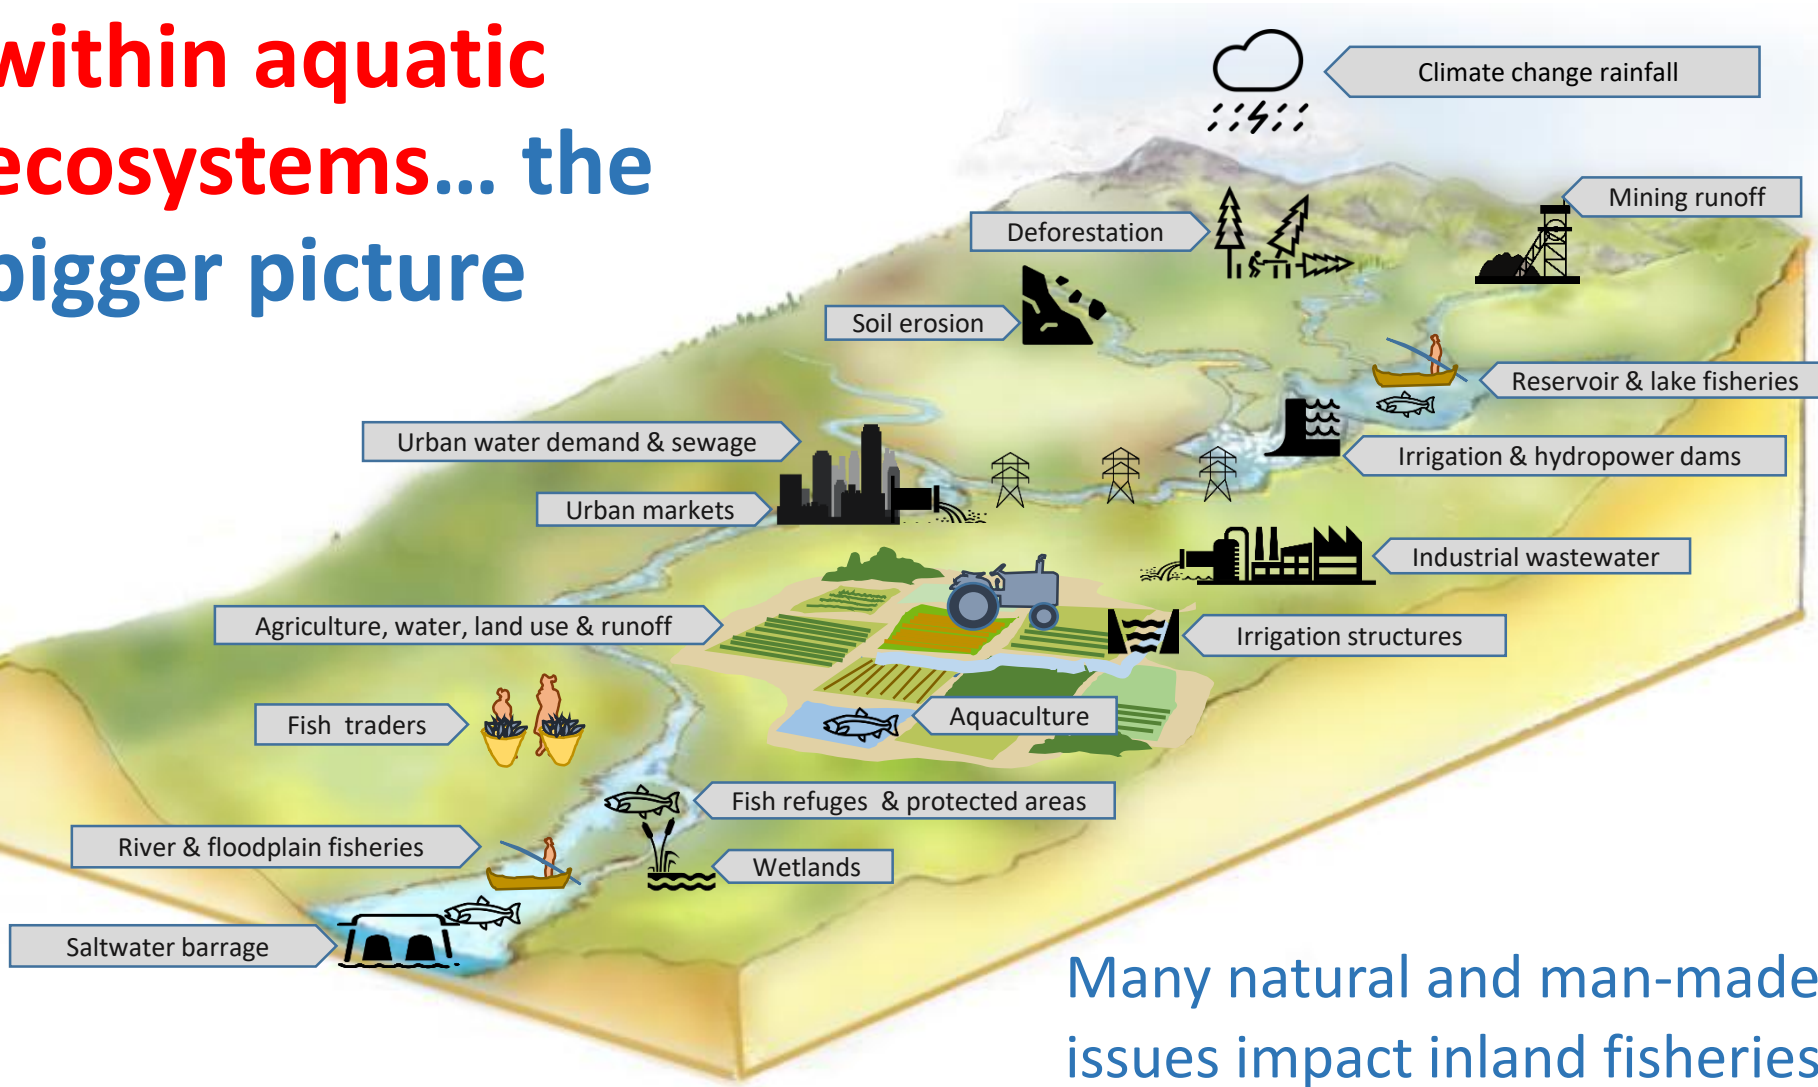 within aquatic
ecosystems... the
bigger picture
Climate change rainfall
Mining runoff
Deforestation
Soil erosion
Reservoir & lake fisheries
Urban water demand & sewage
Irrigation & hydropower dams
Urban markets
Industrial wastewater
Agriculture, water, land use & runoff
Irrigation structures
Fish traders
Aquaculture
Fish refuges & protected areas
River & floodplain fisheries
Wetlands
Saltwater barrage
Many natural and man-made
issues impact inland fisheries